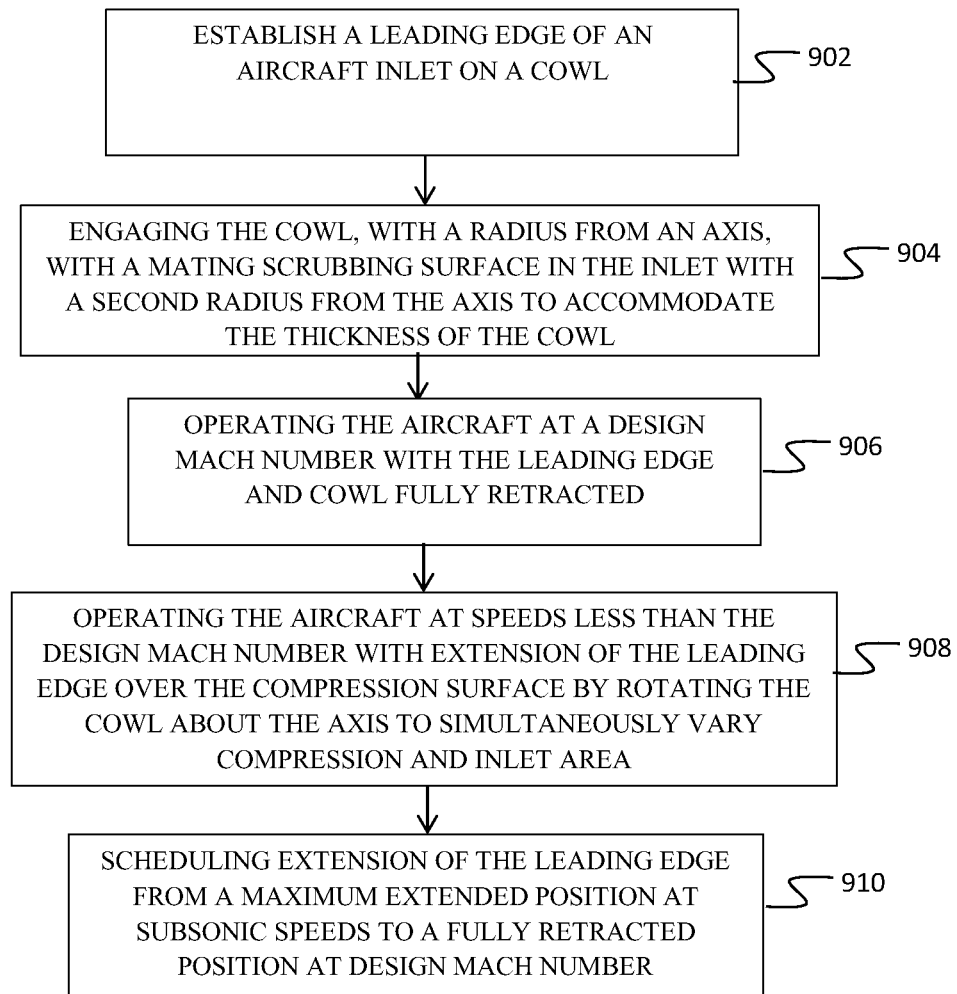 ESTABLISH A LEADING EDGE OF AN
AIRCRAFT INLET ON A COWL
902
ENGAGING THE COWL, WITH A RADIUS FROM AN AXIS,
WITH A MATING SCRUBBING SURFACE IN THE INLET WITH
A SECOND RADIUS FROM THE AXIS TO ACCOMMODATE
THE THICKNESS OF THE COWL
904
OPERATING THE AIRCRAFT AT A DESIGN
MACH NUMBER WITH THE LEADING EDGE
AND COWL FULLY RETRACTED
906
OPERATING THE AIRCRAFT AT SPEEDS LESS THAN THE
DESIGN MACH NUMBER WITH EXTENSION OF THE LEADING
EDGE OVER THE COMPRESSION SURFACE BY ROTATING THE
COWL ABOUT THE AXIS TO SIMULTANEOUSLY VARY
COMPRESSION AND INLET AREA
908
SCHEDULING EXTENSION OF THE LEADING EDGE
FROM A MAXIMUM EXTENDED POSITION AT
SUBSONIC SPEEDS TO A FULLY RETRACTED
POSITION AT DESIGN MACH NUMBER
910